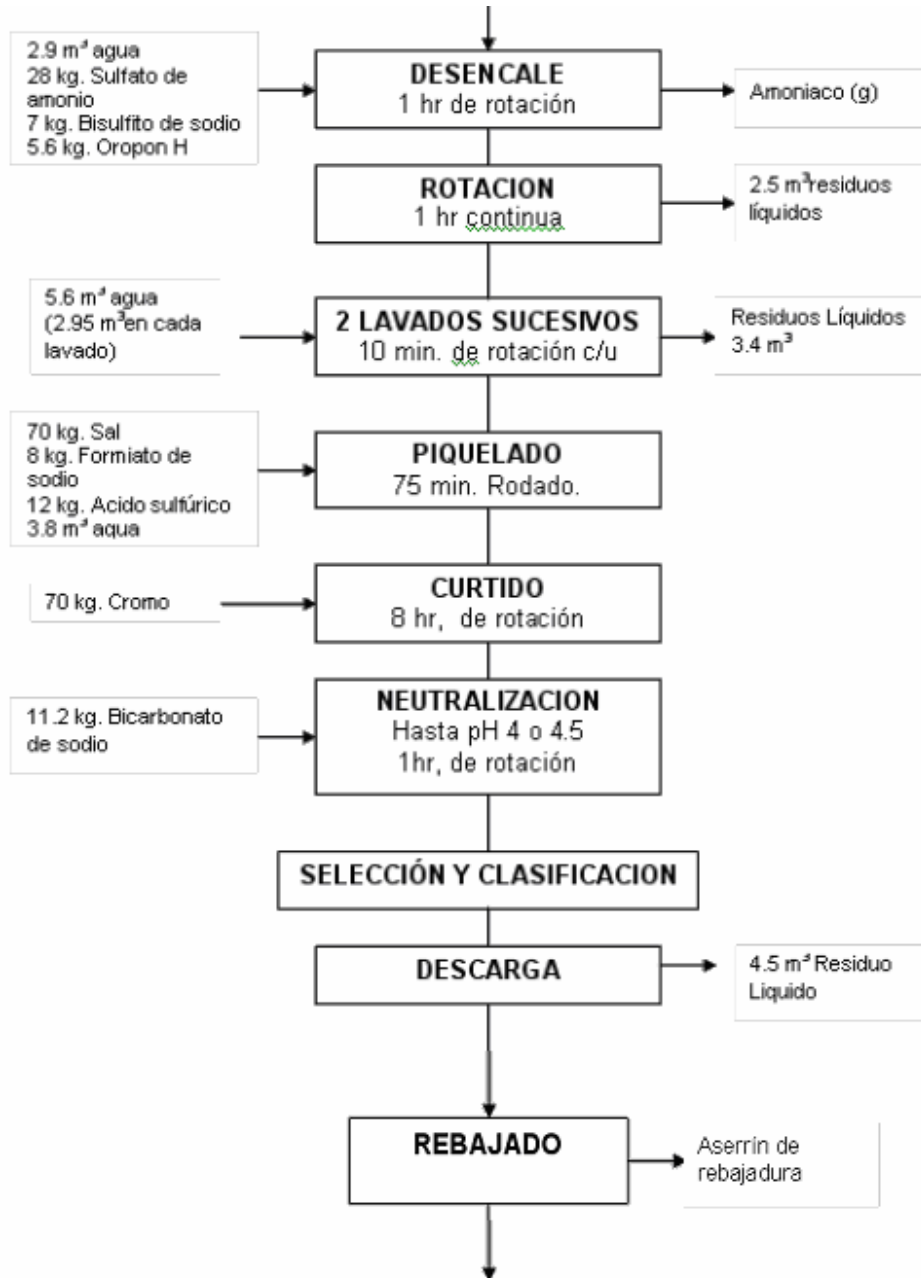 2.9 m³ agua
28 kg. Sulfato de
amonio
7 kg. Bisulfito de sodio
5.6 kg. Oropon H
DESENCALE
1 hr de rotación
Amoniaco (g)
ROTACION
1 hr continua
2.5 m³residuos
líquidos
5.6 m³ agua
(2.95 m³en cada
lavado)
2 LAVADOS SUCESIVOS
10 min. de rotación c/u
Residuos Líquidos
3.4 m³
70 kg. Sal
8 kg. Formiato de
sodio
12 kg. Acido sulfúrico
3.8 m³ aqua
PIQUELADO
75 min. Rodado.
70 kg. Cromo
CURTIDO
8 hr, de rotación
11.2 kg. Bicarbonato
de sodio
NEUTRALIZACION
Hasta pH 4 o 4.5
1hr, de rotación
SELECCIÓN Y CLASIFICACION
DESCARGA
4.5 m³ Residuo
Liquido
REBAJADO
Aserrín de
rebajadura